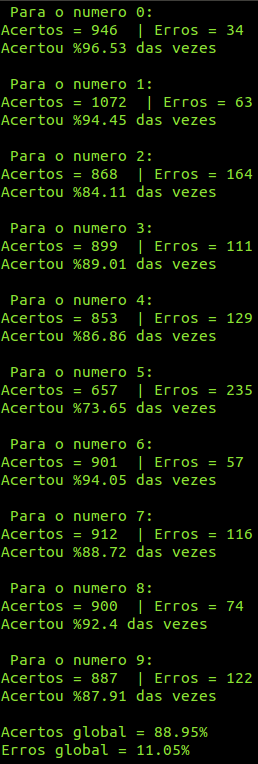 Para o numero 0:
Acertos = 946  | Erros = 34
Acertou %96.53 das vezes
Para o numero 1:
Acertos = 1072  | Erros = 63
Acertou %94.45 das vezes
Para o numero 2:
Acertos = 868  | Erros = 164
Acertou %84.11 das vezes
Para o numero 3:
Acertos = 899  | Erros = 111
Acertou %89.01 das vezes
Para o numero 4:
Acertos = 853  | Erros = 129
Acertou %86.86 das vezes
Para o numero 5:
Acertos = 657  | Erros = 235
Acertou %73.65 das vezes
Para o numero 6:
Acertos = 901  | Erros = 57
Acertou %94.05 das vezes
Para o numero 7:
Acertos = 912  | Erros = 116
Acertou %88.72 das vezes
Para o numero 8:
Acertos = 900  | Erros = 74
Acertou %92.4 das vezes
Para o numero 9:
Acertos = 887  | Erros = 122
Acertou %87.91 das vezes
Acertos global = 88.95%
Erros global = 11.05%